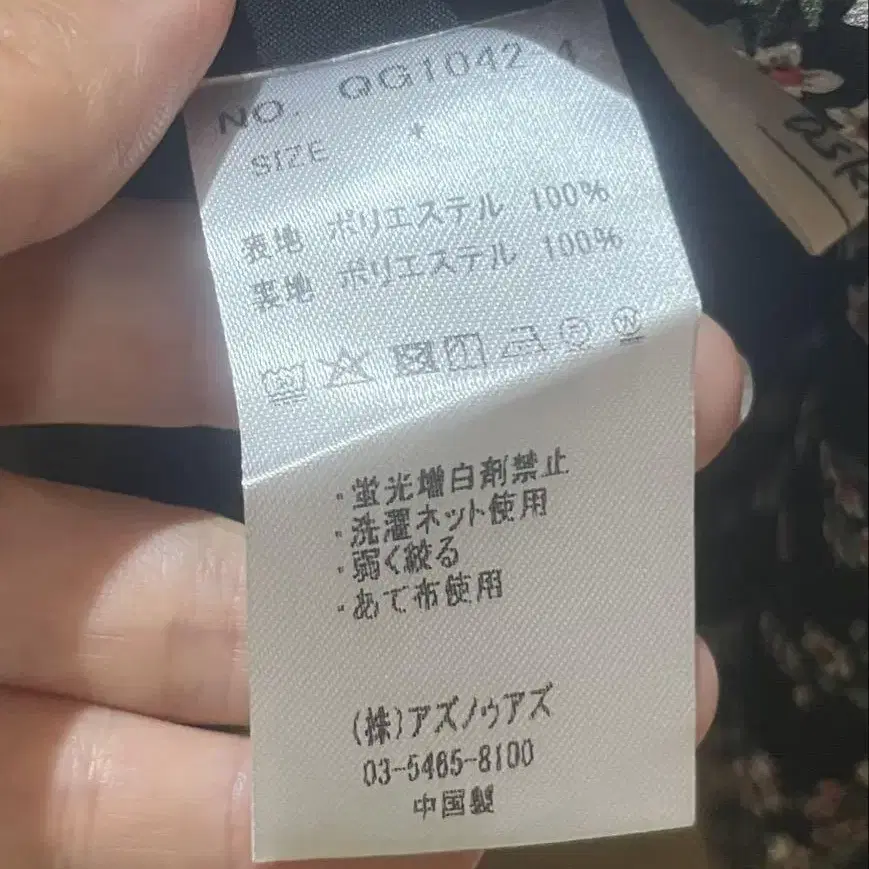 NO. QG1042 4
SIZE *
表地 ポリエステル 100%
裏地 ポリエステル 100%
・蛍光増白剤禁止
・洗濯ネット使用
・弱く絞る
・あて布使用
(株)アズノゥアズ
03-5465-8100
中国製